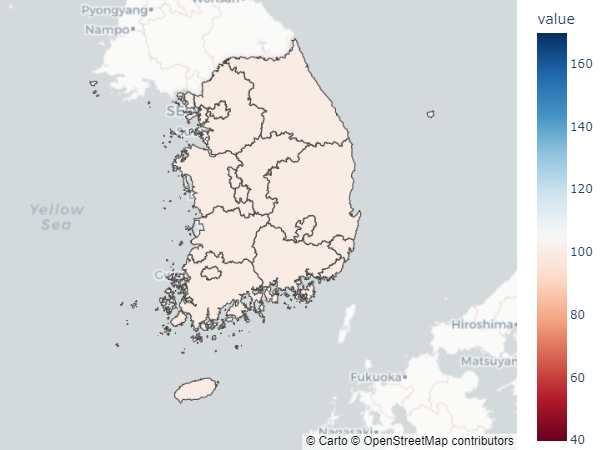 Wonsan
Pyongyang
Nampo
SE
Yellow
Sea
Hiroshima
Matsuyam
Fukuoka
Nagasaki
© Carto © OpenStreetMap contributors
value
160
140
120
100
80
60
40